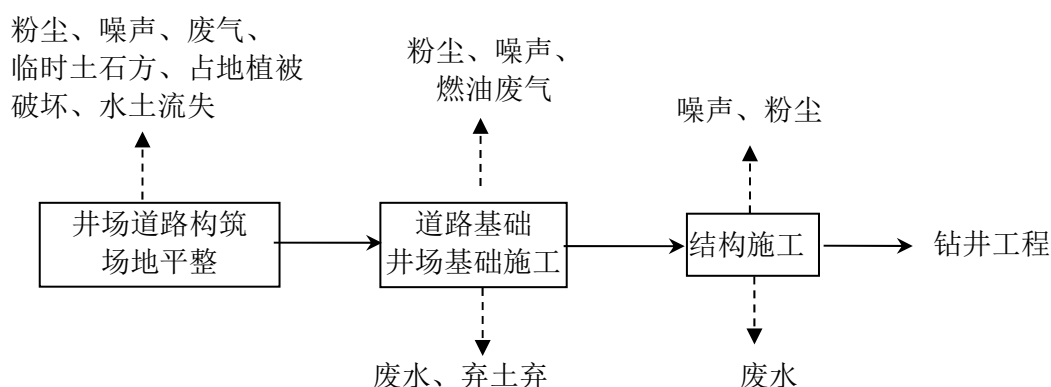 粉尘、噪声、废气、
临时土石方、占地植被
破坏、水土流失
粉尘、噪声、
燃油废气
噪声、粉尘
井场道路构筑
场地平整
道路基础
井场基础施工
结构施工
钻井工程
废水、弃土弃
废水